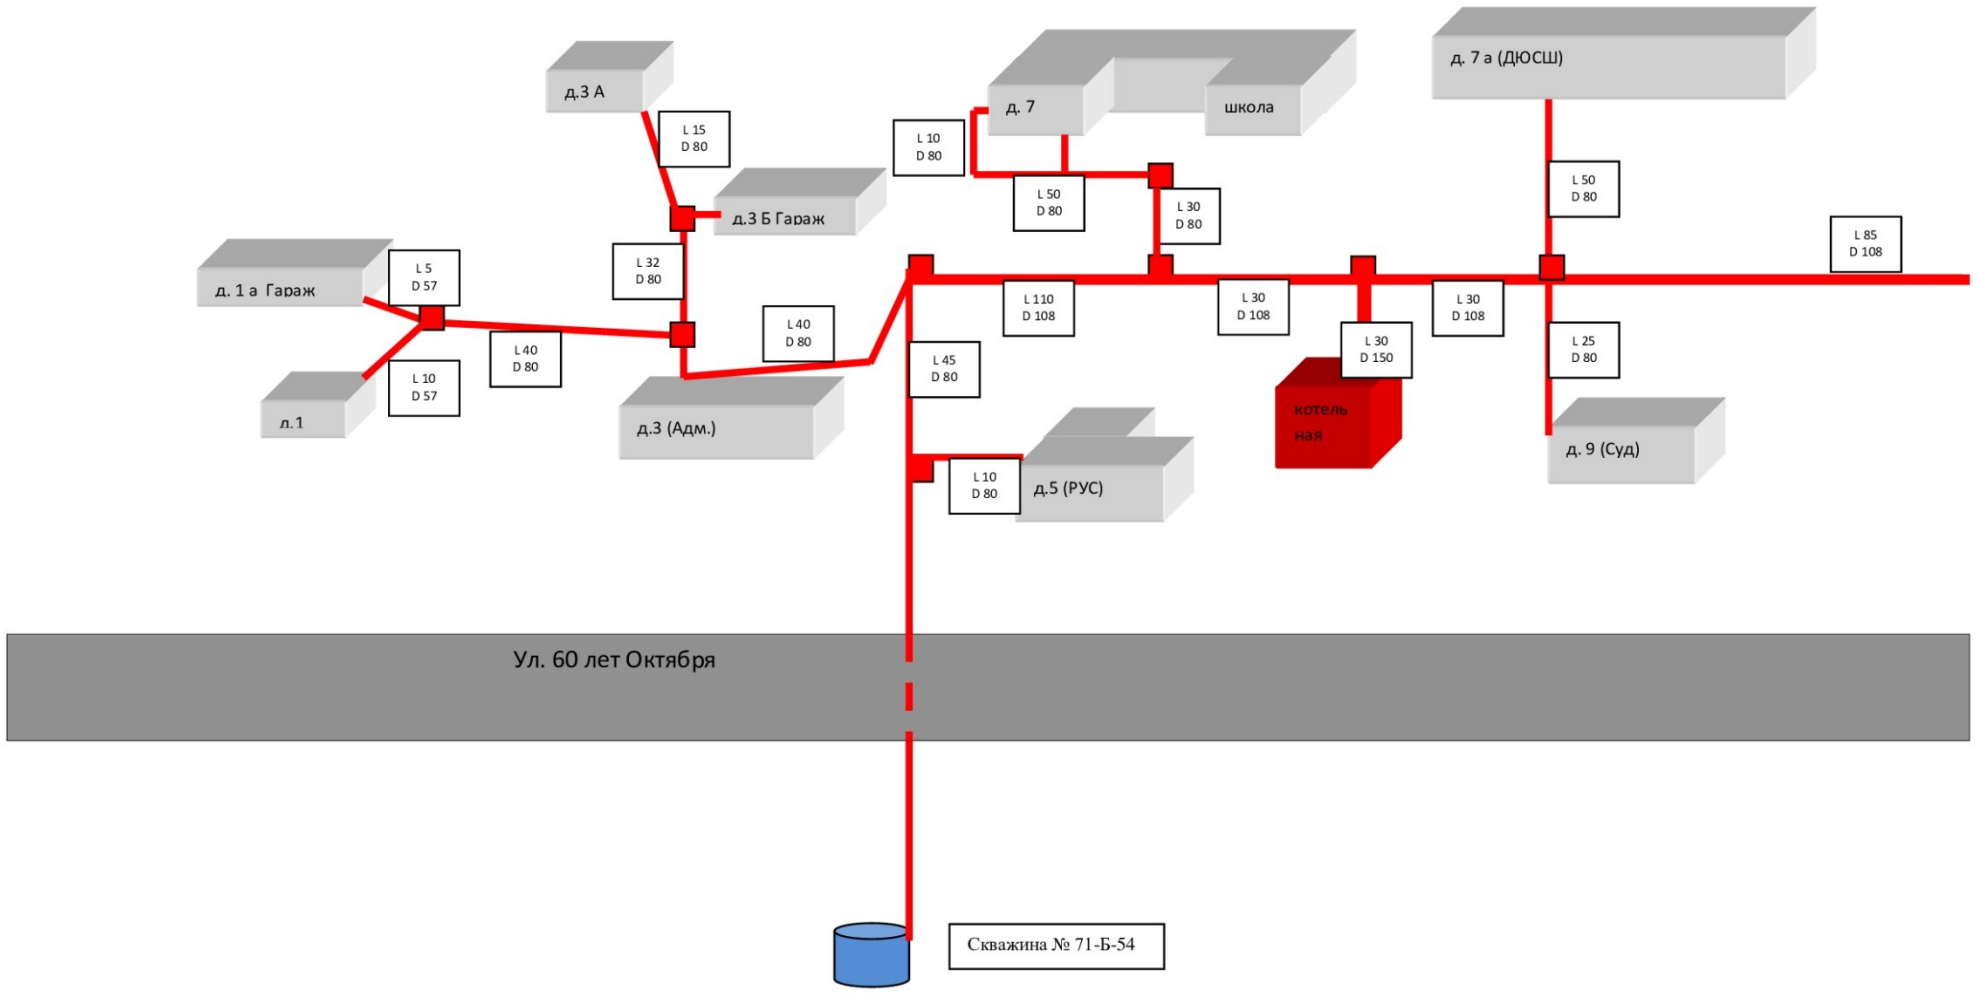 д. 7 а (ДЮСШ)
д.3 А
д. 7
школа
L 15
D 80
L 10
D 80
L 50
D 80
L 50
D 80
L 30
D 80
д.3 Б Гараж
L 85
D 108
L 5
D 57
L 32
D 80
д. 1 а Гараж
L 110
D 108
L 30
D 108
L 30
D 108
L 40
D 80
L 40
D 80
L 45
D 80
L 30
D 150
L 25
D 80
L 10
D 57
д.1
д.3 (Адм.)
котель
ная
д. 9 (Суд)
L 10
D 80
д.5 (РУС)
Ул. 60 лет Октября
Скважина № 71-Б-54